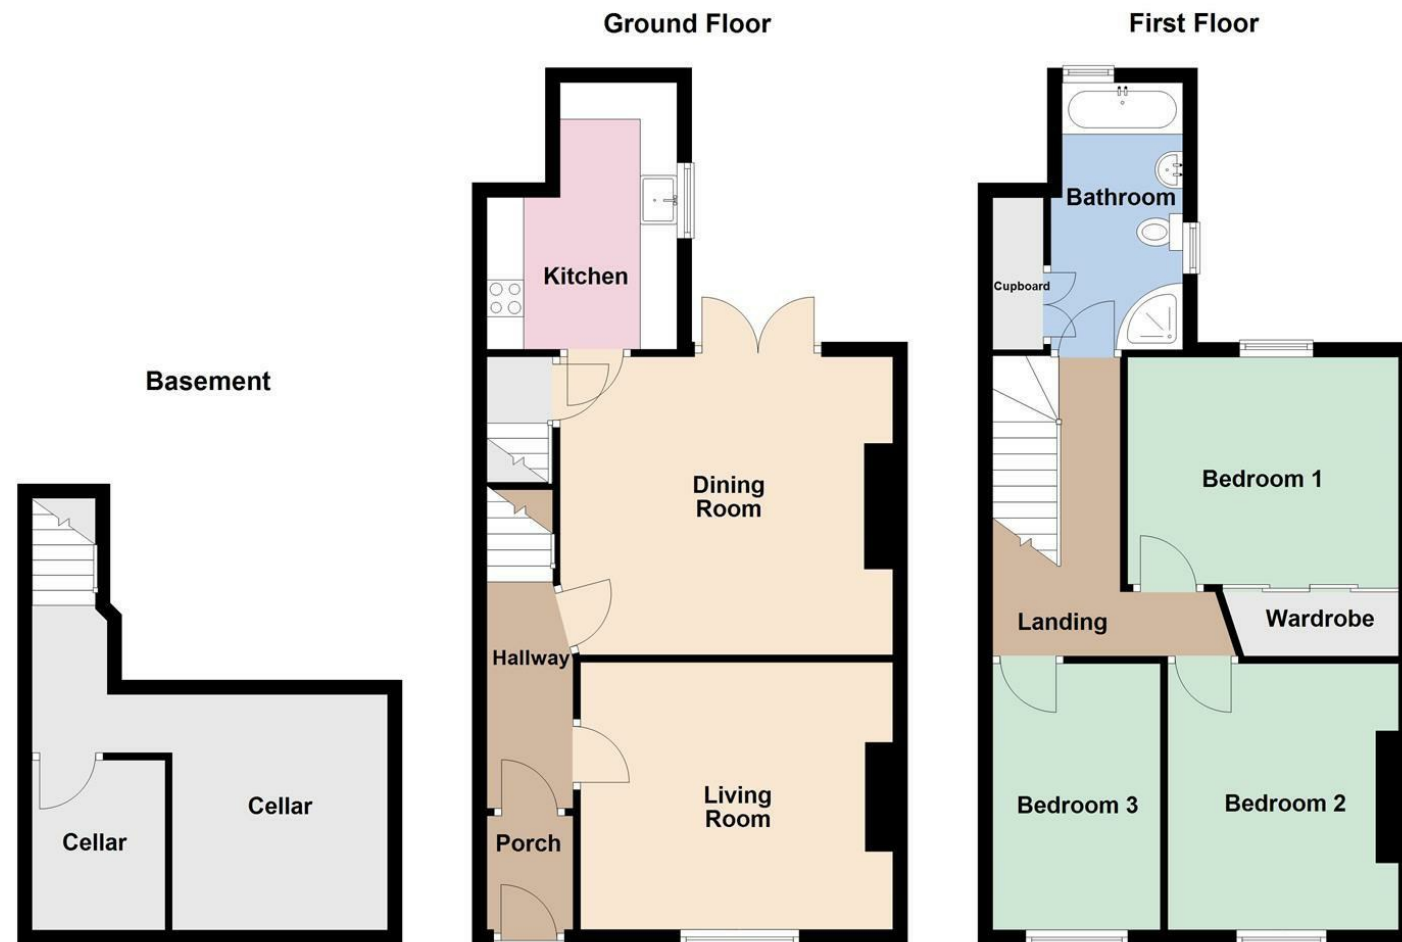 Ground Floor
First Floor
Basement
Cellar
Cellar
Kitchen
Dining
Room
Hallway
Living
Room
Porch
Bathroom
Cupboard
Bedroom 1
Wardrobe
Landing
Bedroom 3
Bedroom 2